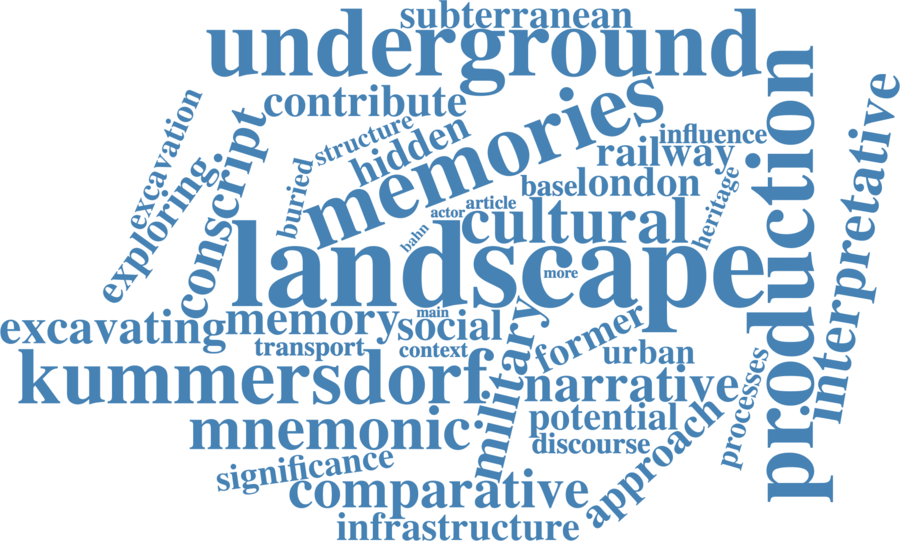 subterranean
underground
contribute
excavation
structure
hidden
memories
influence
railway
production
interpretative
exploring
conscript
buried
base
london
heritage
article
actor
cultural
bahn
landscape
more
excavating
memory
main
social
transport
context
military
former
urban
kummersdorf
narrative
processes
mnemonic
potential
discourse
approach
significance
comparative
infrastructure